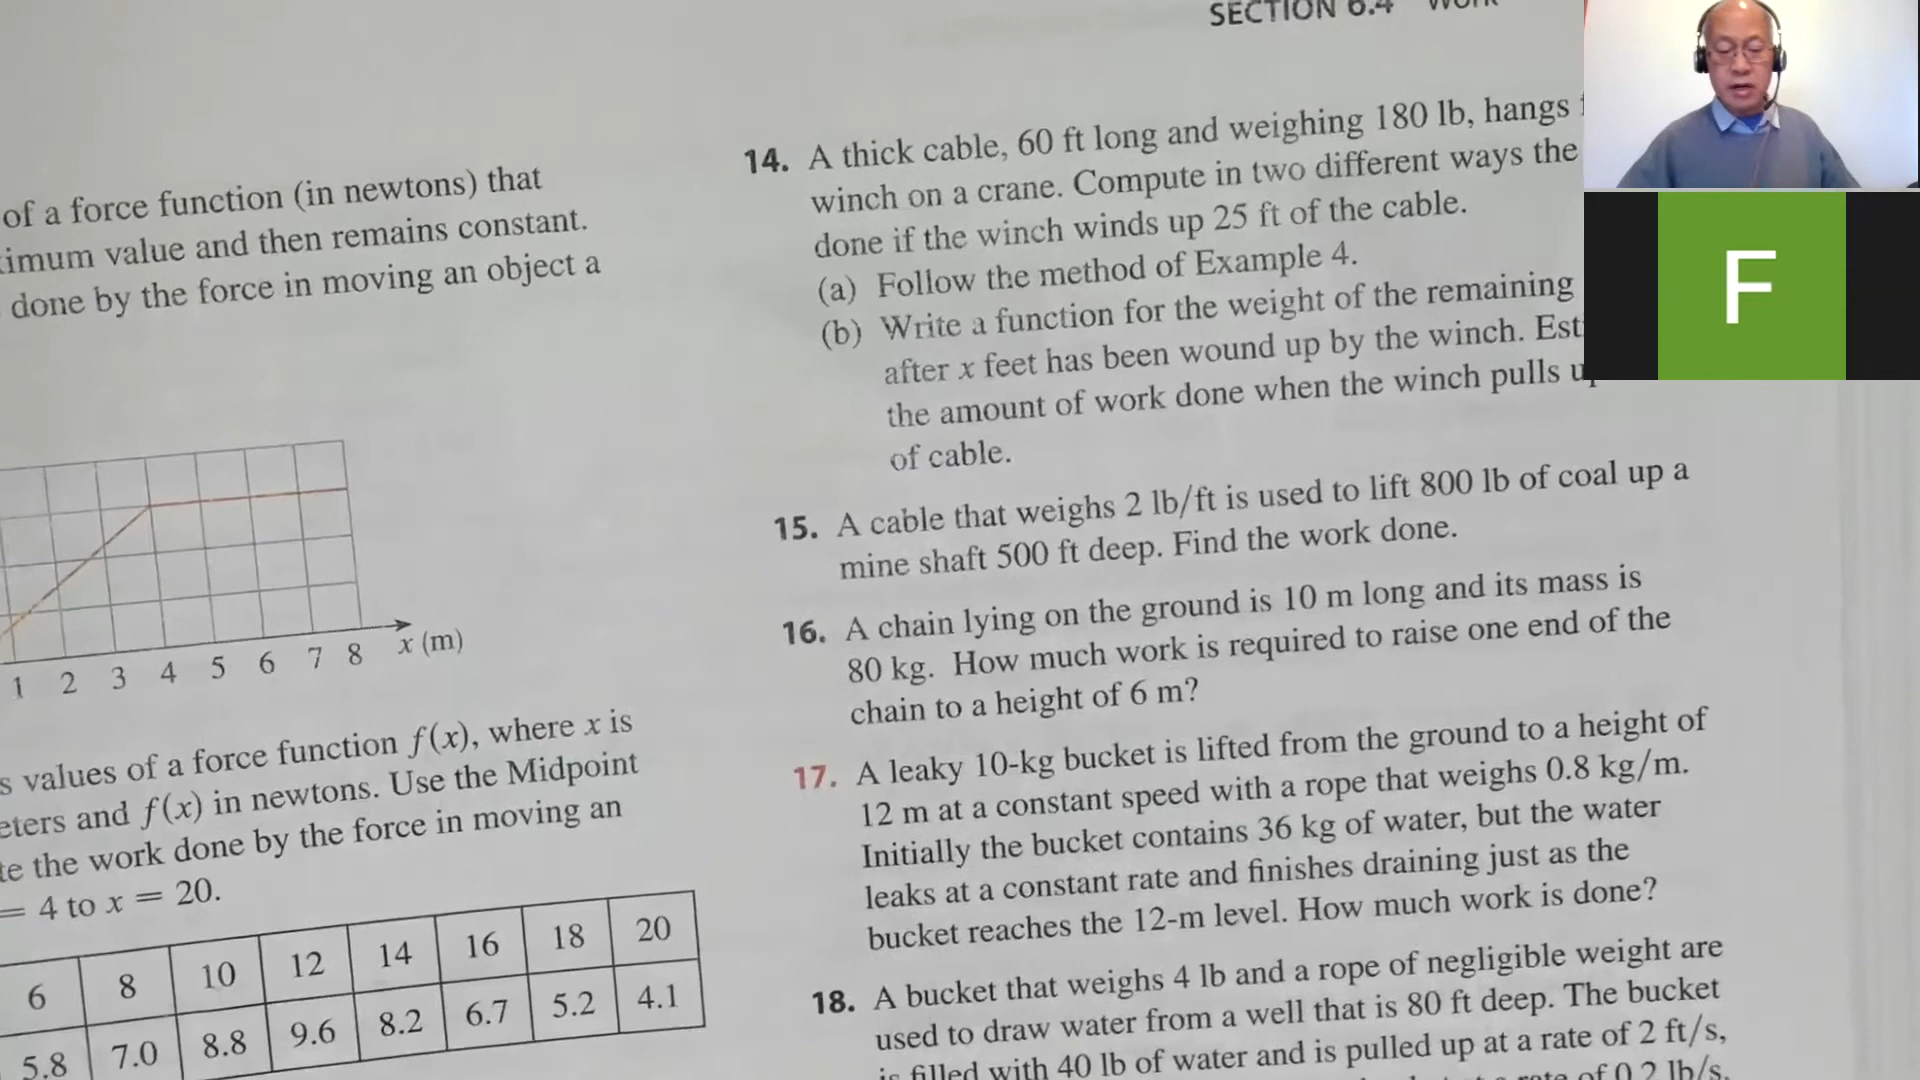 SECTION 6.4 Work
of a force function (in newtons) that
imum value and then remains constant.
done by the force in moving an object a
1 2 3 4 5 6 7 8 x (m)
s values of a force function f(x), where x is
eters and f(x) in newtons. Use the Midpoint
te the work done by the force in moving an
= 4 to x = 20.
6 8 10 12 14 16 18 20
5.8 7.0 8.8 9.6 8.2 6.7 5.2 4.1
14. A thick cable, 60 ft long and weighing 180 lb, hangs
winch on a crane. Compute in two different ways the
done if the winch winds up 25 ft of the cable.
(a) Follow the method of Example 4.
(b) Write a function for the weight of the remaining
after x feet has been wound up by the winch. Est
the amount of work done when the winch pulls up
of cable.
15. A cable that weighs 2 lb/ft is used to lift 800 lb of coal up a
mine shaft 500 ft deep. Find the work done.
16. A chain lying on the ground is 10 m long and its mass is
80 kg. How much work is required to raise one end of the
chain to a height of 6 m?
17. A leaky 10-kg bucket is lifted from the ground to a height of
12 m at a constant speed with a rope that weighs 0.8 kg/m.
Initially the bucket contains 36 kg of water, but the water
leaks at a constant rate and finishes draining just as the
bucket reaches the 12-m level. How much work is done?
18. A bucket that weighs 4 lb and a rope of negligible weight are
used to draw water from a well that is 80 ft deep. The bucket
is filled with 40 lb of water and is pulled up at a rate of 2 ft/s,
rate of 0.2 lb/s.
F